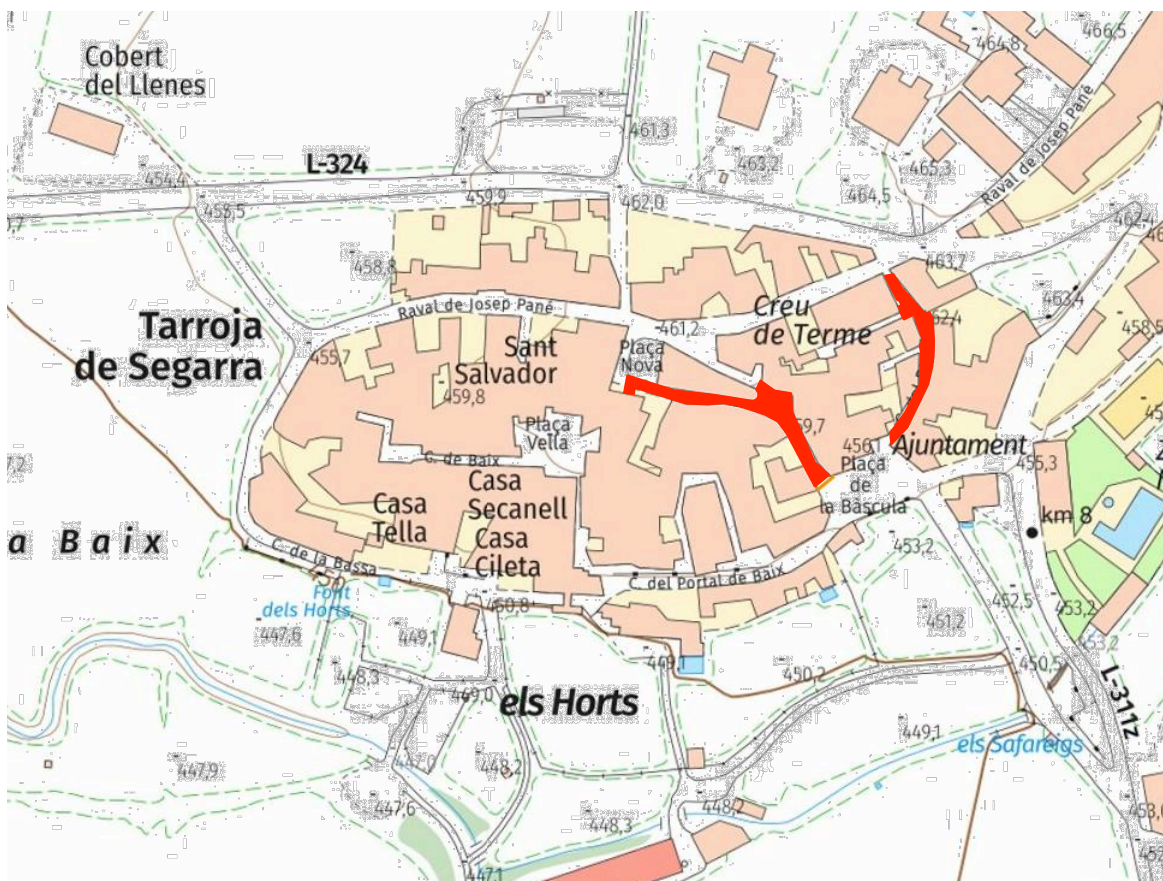 466,5
464,8
Cobert
del Llenes
461,3
Raval de Josep Pané
L-324
463,2
465,3
454,4
464,5
459,9
462,0
455,5
462,4
463,7
458,8
463,4
Raval de Josep Pané
Creu
de Terme
461,2
Tarroja
de Segarra
458,5
Sant
Salvador
Plaça
Nova
455,7
459,8
Plaça
Vella
459,7
456,1
Ajuntament
C. de Baix
Plaça
de
la Bàscula
455,3
Casa
Secanell
Casa
Tella
km 8
a Baix
Casa
Cileta
453,2
C. de la Bassa
C. del Portal de Baix
Font
dels Horts
450,8
452,5
453,2
447,6
449,1
451,2
453,2
449,1
450,5
448,3
450,2
449,0
els Horts
L-311z
449,1
els Safareigs
447,0
447,9
448,2
447,6
448,2
448,3
447,1